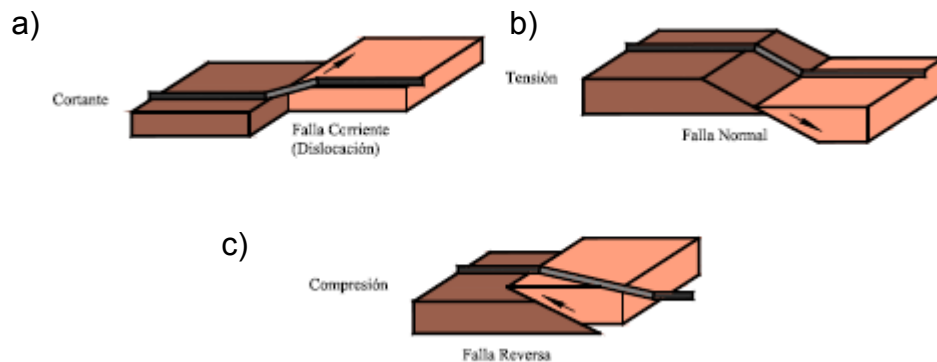 a)
Cortante
Falla Corriente
(Dislocación)
b)
Tensión
Falla Normal
c)
Compresión
Falla Reversa